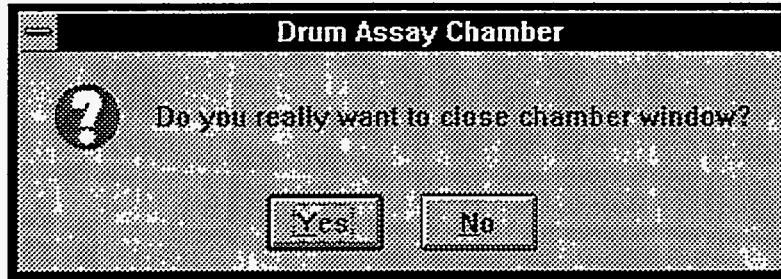 Drum Assay Chamber
Do you really want to close chamber window?
Yes No